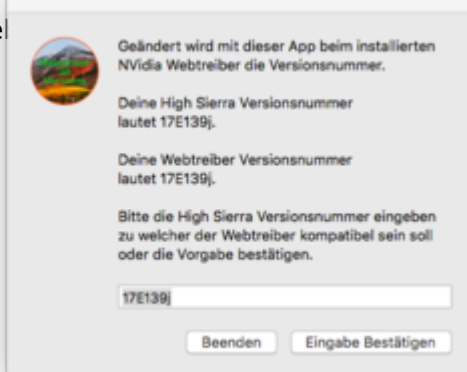 el
Geändert wird mit dieser App beim installierten
NVidia Webtreiber die Versionsnummer.
Deine High Sierra Versionsnummer
lautet 17E139j.
Deine Webtreiber Versionsnummer
lautet 17E139j.
Bitte die High Sierra Versionsnummer eingeben
zu welcher der Webtreiber kompatibel sein soll
oder die Vorgabe bestätigen.
17E139j
Beenden
Eingabe Bestätigen